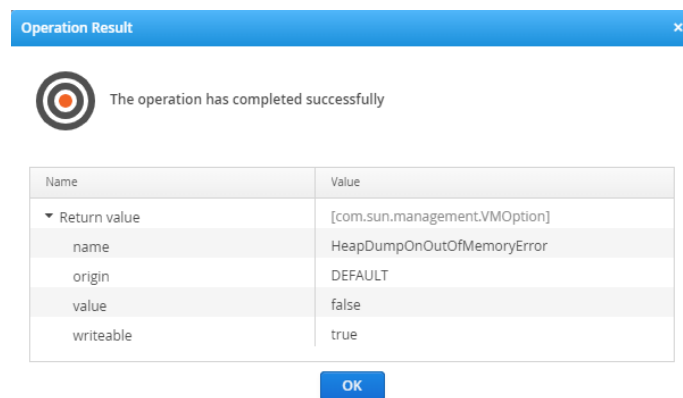 Operation Result ×
The operation has completed successfully
Name Value
Return value [com.sun.management.VMOption]
name HeapDumpOnOutOfMemoryError
origin DEFAULT
value false
writeable true
OK